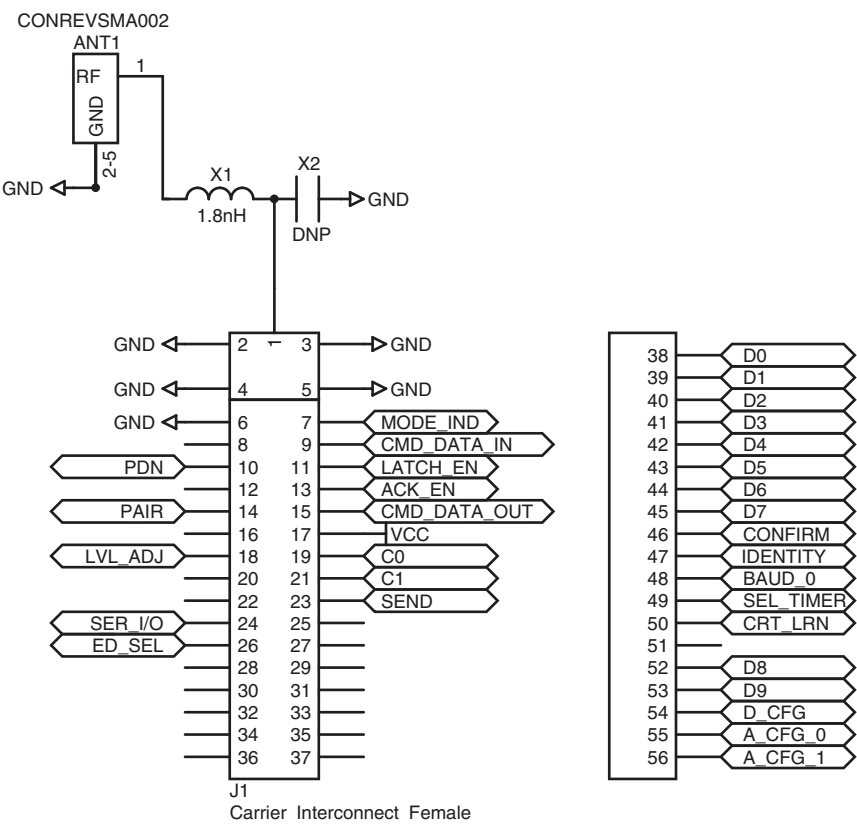 CONREVSMA002
ANT1
RF
1
GND
2-5
GND
X1
1.8nH
X2
DNP
GND
1
GND 2 3 GND
GND 4 5 GND
GND 6 7 MODE_IND
8 9 CMD_DATA_IN
PDN 10 11 LATCH_EN
12 13 ACK_EN
PAIR 14 15 CMD_DATA_OUT
16 17 VCC
LVL_ADJ 18 19 C0
20 21 C1
22 23 SEND
SER_I/O 24 25
ED_SEL 26 27
28 29
30 31
32 33
34 35
36 37
J1
Carrier Interconnect Female
38 D0
39 D1
40 D2
41 D3
42 D4
43 D5
44 D6
45 D7
46 CONFIRM
47 IDENTITY
48 BAUD_0
49 SEL_TIMER
50 CRT_LRN
51
52 D8
53 D9
54 D_CFG
55 A_CFG_0
56 A_CFG_1